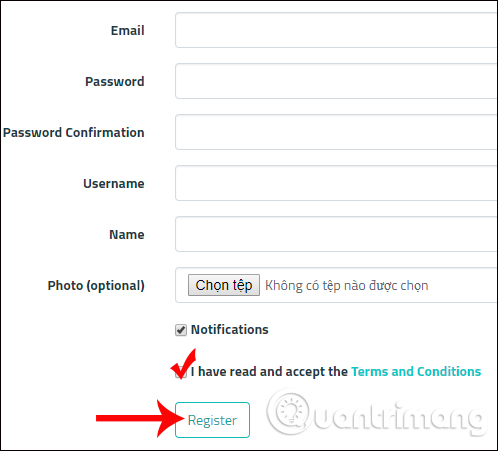 Email
Password
Password Confirmation
Username
Name
Photo (optional) Chọn tệp Không có tệp nào được chọn
Notifications
I have read and accept the Terms and Conditions
Register
Quantrimang